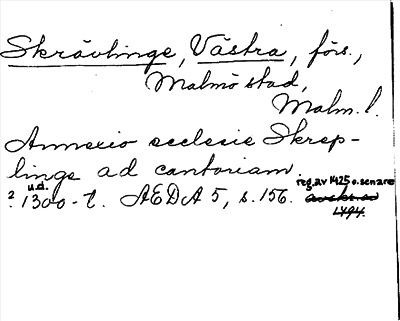 Skrävlinge, Västra, förs.,
Malmö stad,
Malm. l.
Annexio ecclesie Skrep-
linge ad cantoriam.
u.d. reg. av 1425 o. senare
? 1300-t. AEDA 5, s. 156.
1494.